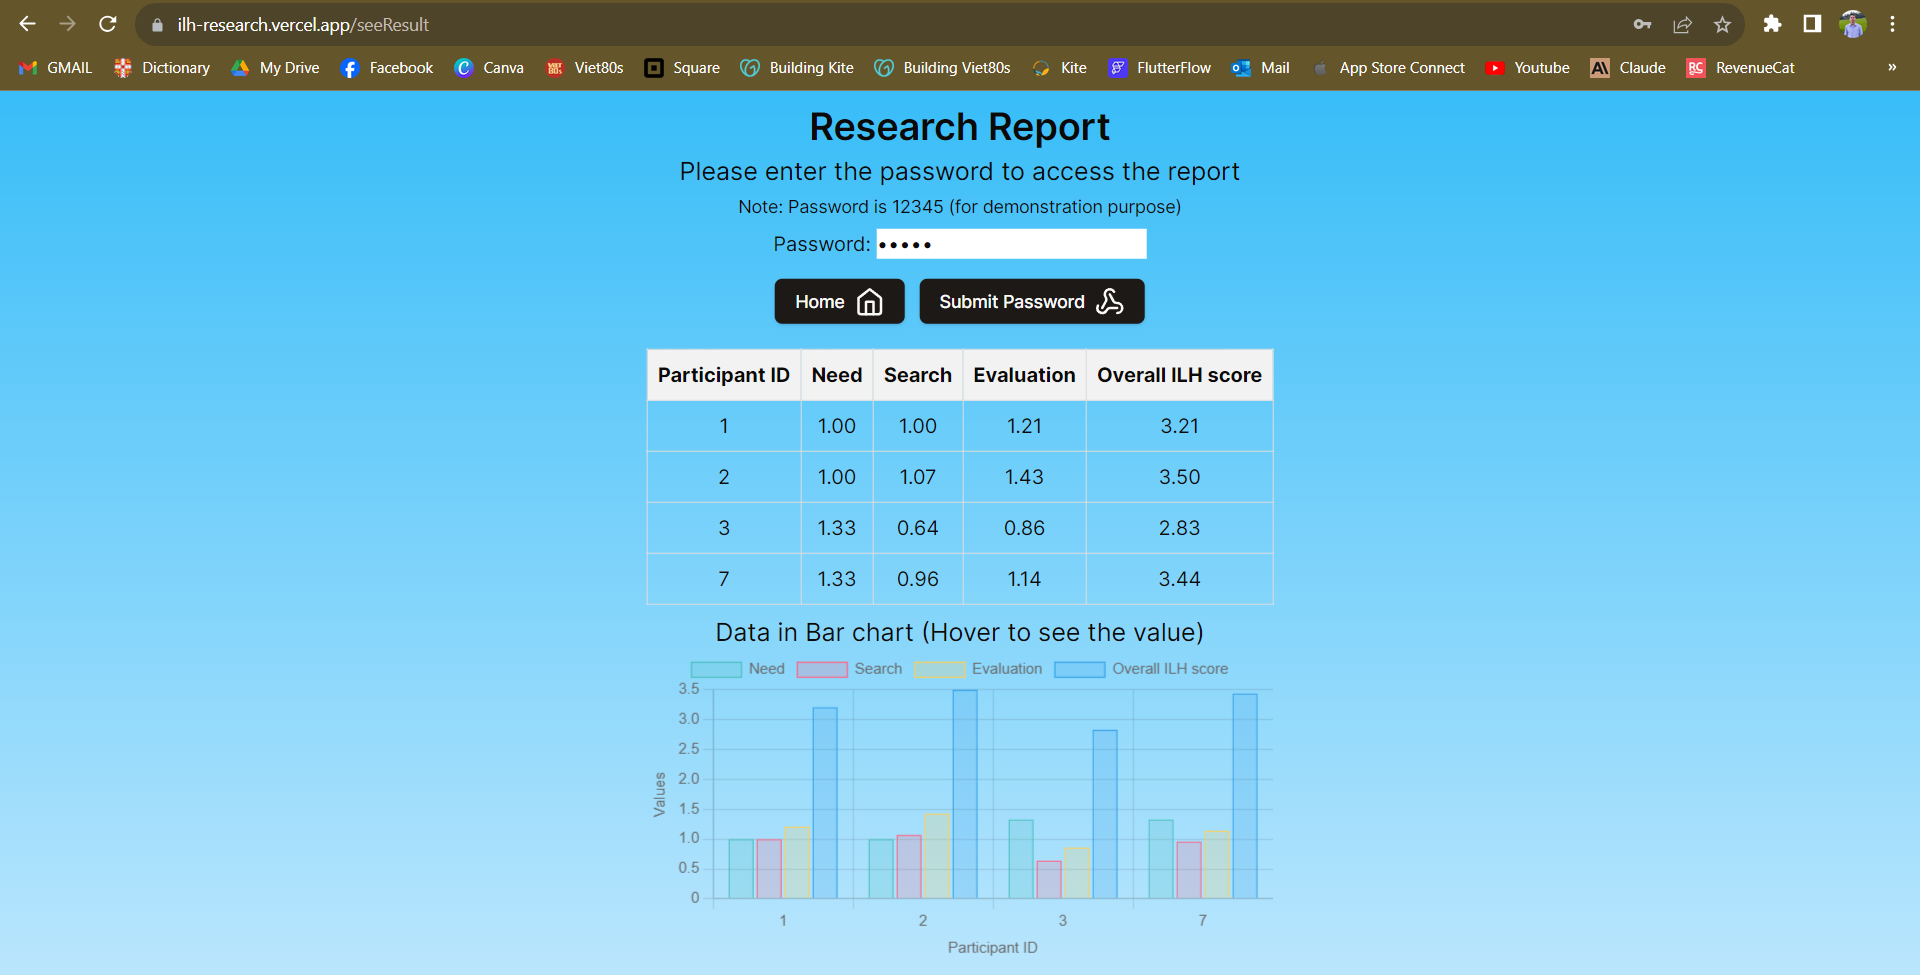 ilh-research.vercel.app/seeResult
GMAIL Dictionary My Drive Facebook Canva Viet80s Square Building Kite Building Viet80s Kite FlutterFlow Mail App Store Connect Youtube Claude RevenueCat »
Research Report
Please enter the password to access the report
Note: Password is 12345 (for demonstration purpose)
Password: •••••
Home Submit Password
Participant ID Need Search Evaluation Overall ILH score
1 1.00 1.00 1.21 3.21
2 1.00 1.07 1.43 3.50
3 1.33 0.64 0.86 2.83
7 1.33 0.96 1.14 3.44
Data in Bar chart (Hover to see the value)
Need Search Evaluation Overall ILH score
3.5
3.0
2.5
2.0
1.5
1.0
0.5
0
Values
1 2 3 7
Participant ID